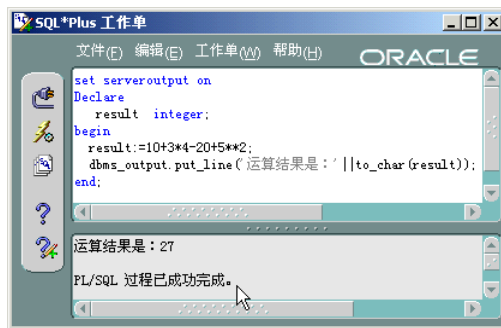 SQL*Plus 工作单
文件(F) 编辑(E) 工作单(W) 帮助(H) ORACLE
set serveroutput on
Declare
result integer;
begin
result:=10+3*4-20+5**2;
dbms_output.put_line('运算结果是：'||to_char(result));
end;
运算结果是：27
PL/SQL 过程已成功完成。